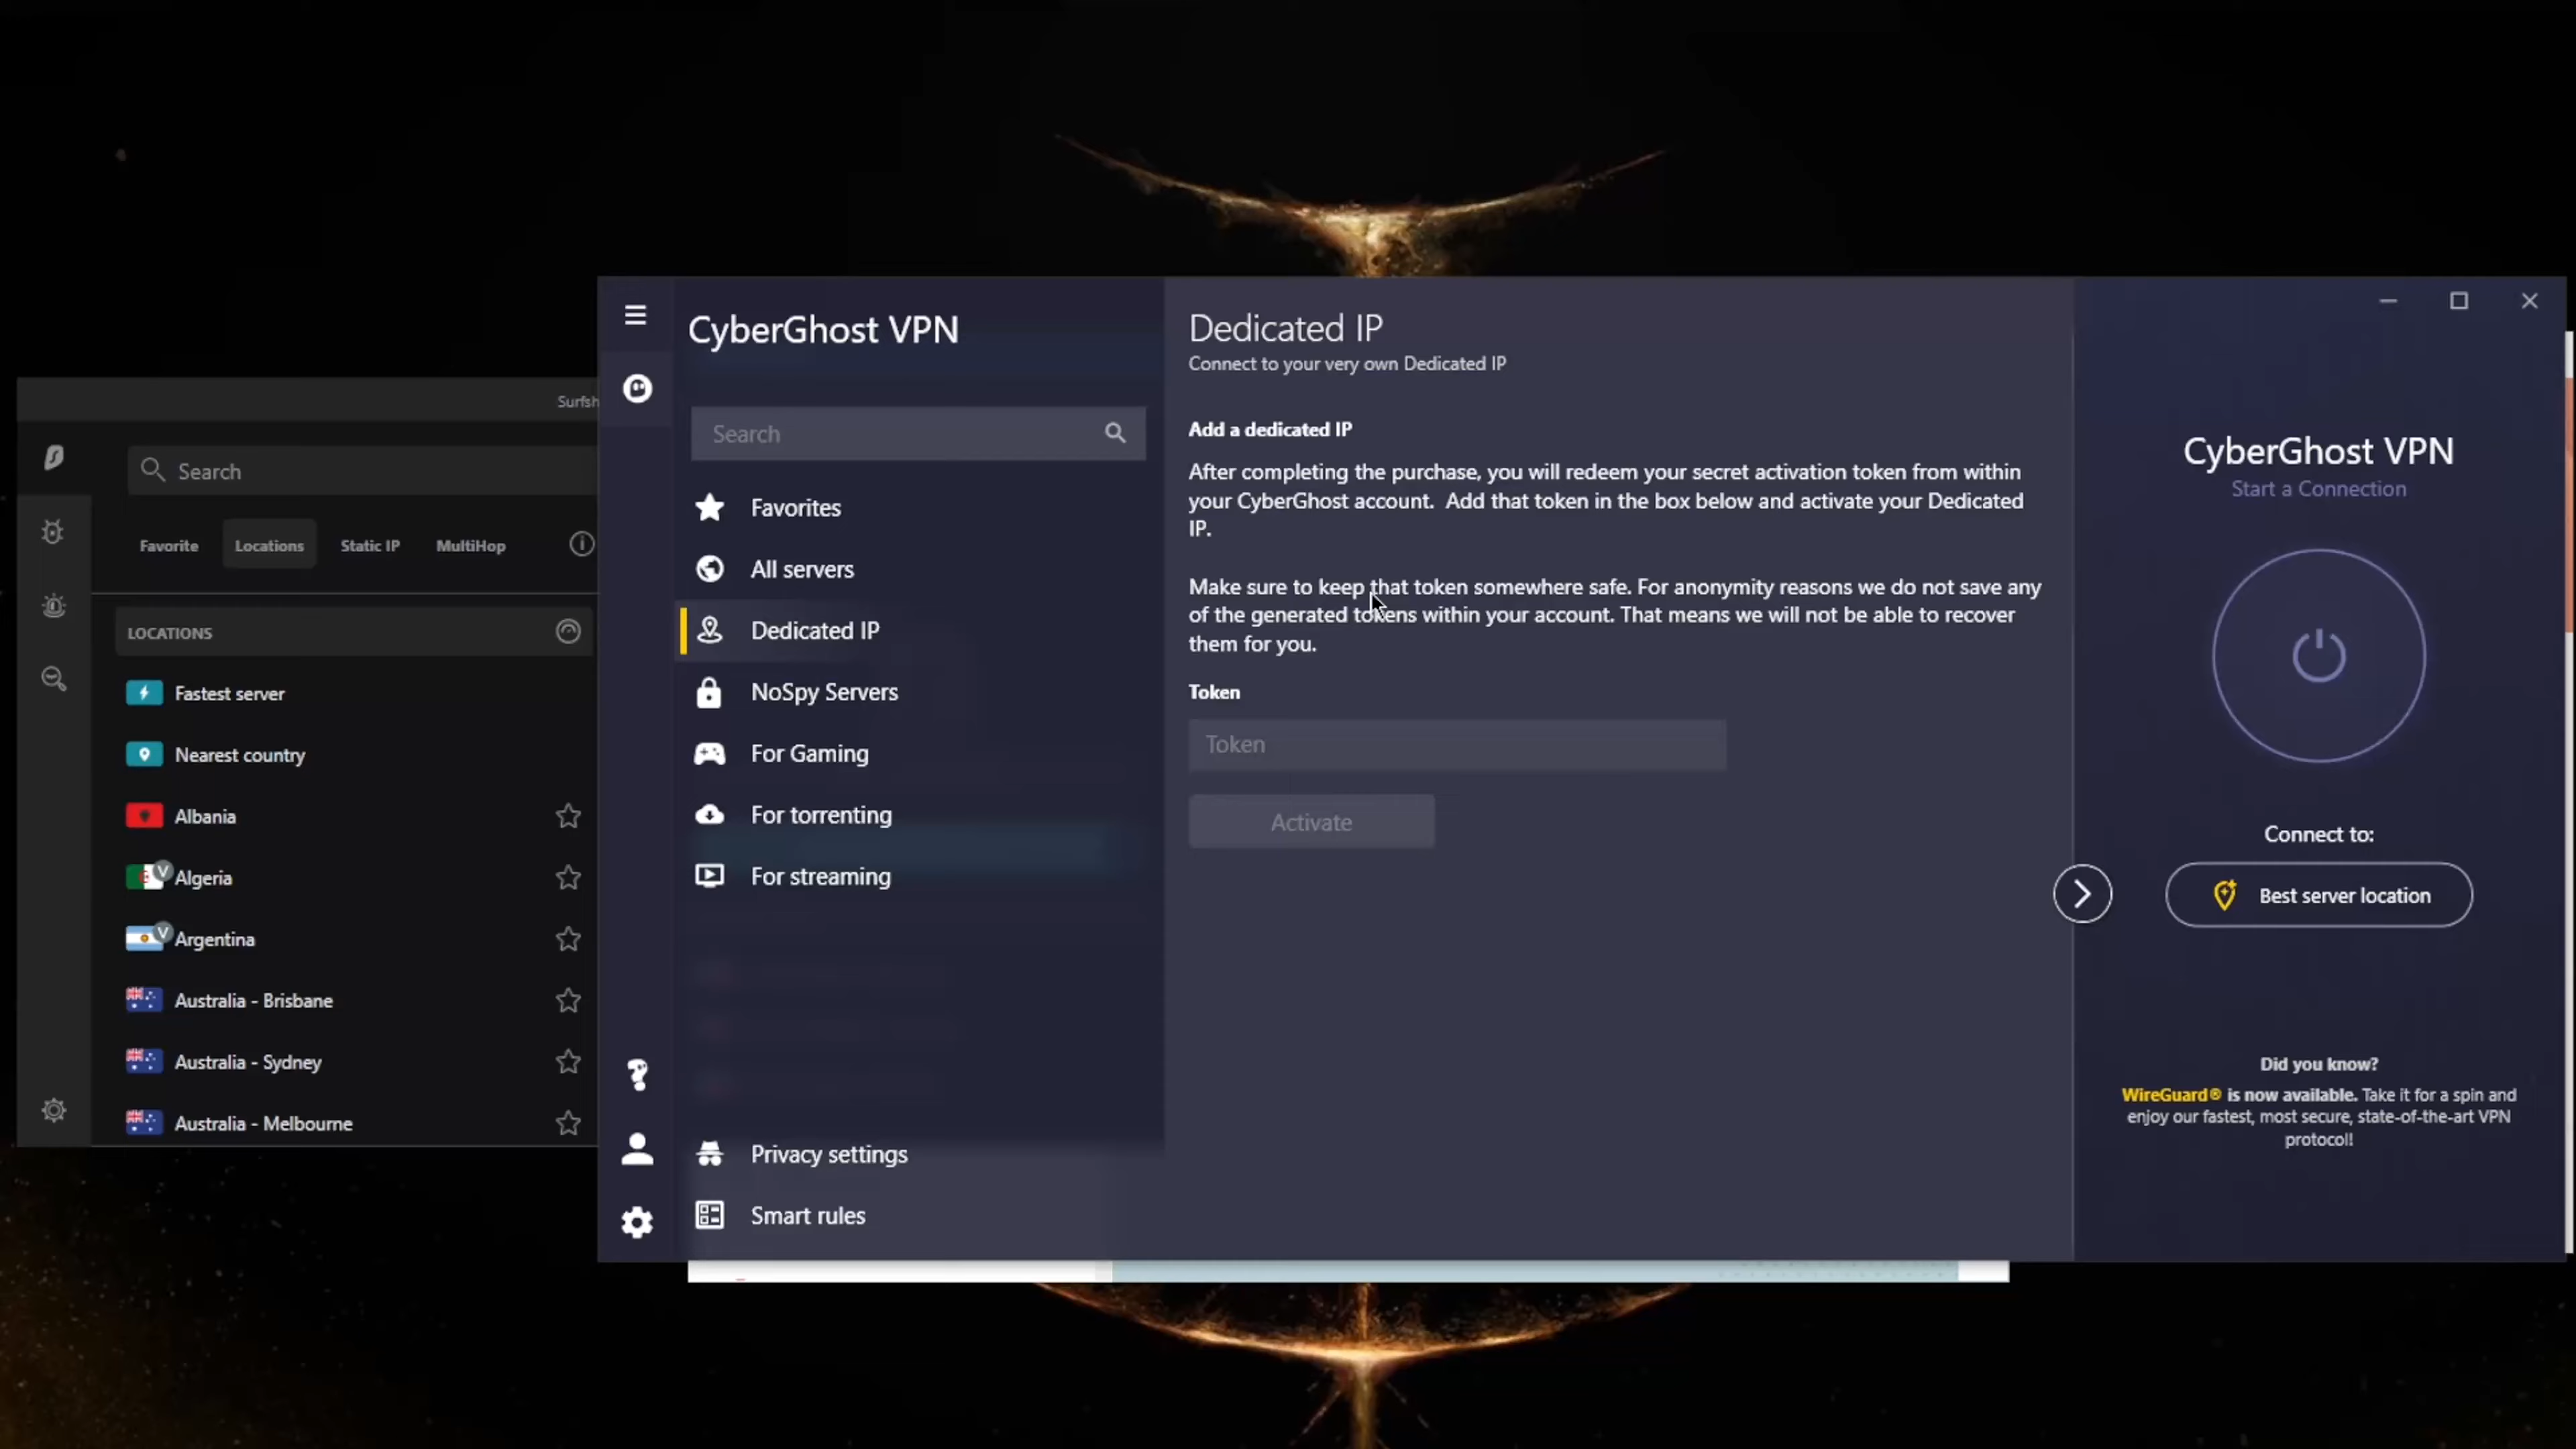 Surfsh
Search
Favorite
Locations
Static IP
MultiHop
LOCATIONS
Fastest server
Nearest country
Albania
Algeria
Argentina
Australia - Brisbane
Australia - Sydney
Australia - Melbourne
CyberGhost VPN
Search
Favorites
All servers
Dedicated IP
NoSpy Servers
For Gaming
For torrenting
For streaming
Privacy settings
Smart rules
Dedicated IP
Connect to your very own Dedicated IP
Add a dedicated IP
After completing the purchase, you will redeem your secret activation token from within
your CyberGhost account. Add that token in the box below and activate your Dedicated
IP.
Make sure to keep that token somewhere safe. For anonymity reasons we do not save any
of the generated tokens within your account. That means we will not be able to recover
them for you.
Token
Token
Activate
CyberGhost VPN
Start a Connection
Connect to:
Best server location
Did you know?
WireGuard® is now available. Take it for a spin and
enjoy our fastest, most secure, state-of-the-art VPN
protocol!